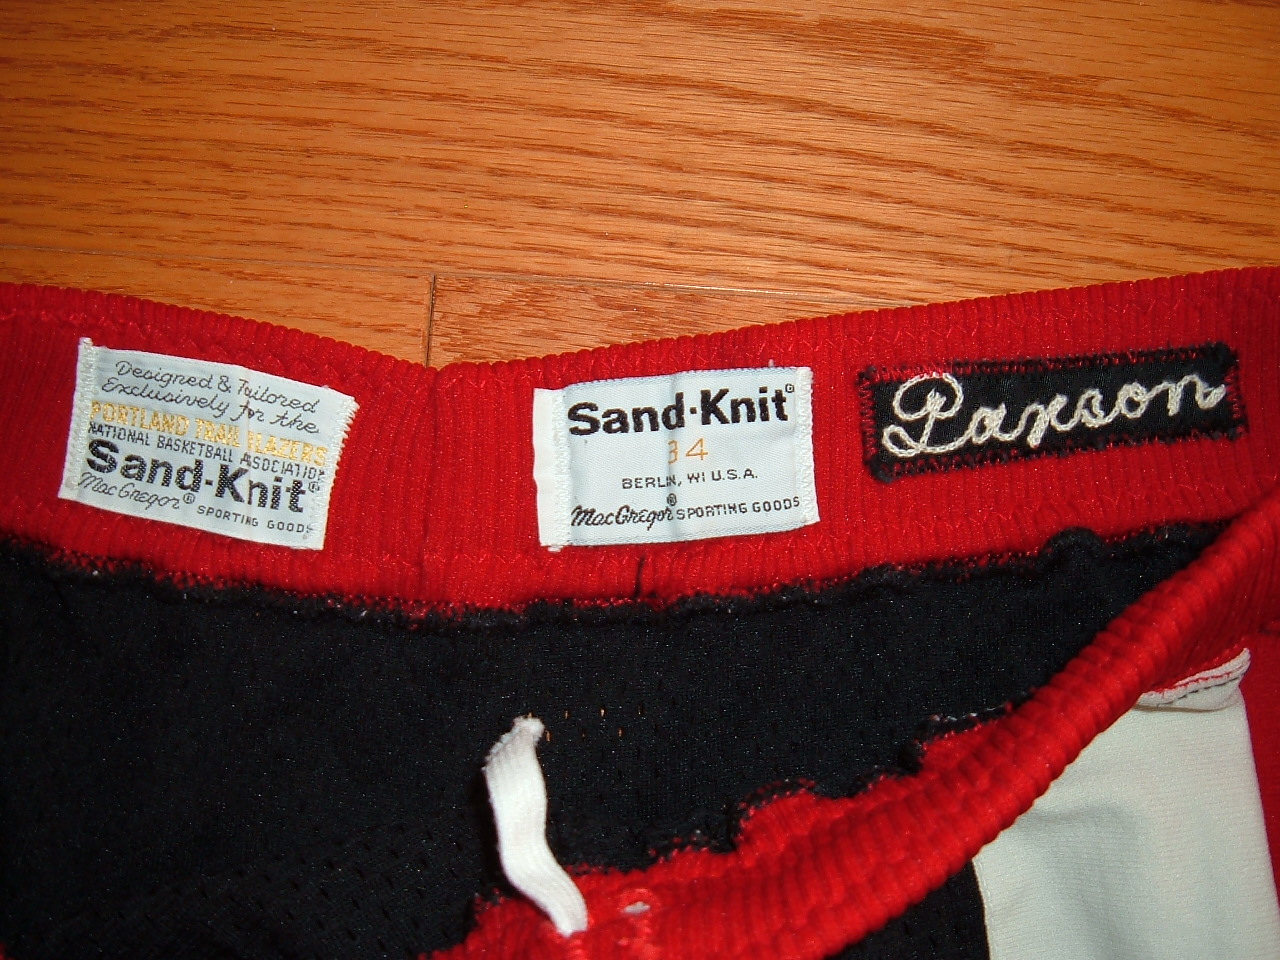 Designed & Tailored
Exclusively for the
PORTLAND TRAIL BLAZERS
NATIONAL BASKETBALL ASSOCIATION
Sand-Knit®
MacGregor® SPORTING GOODS
Sand·Knit®
34
BERLIN, WI U.S.A.
MacGregor® SPORTING GOODS
Paxson